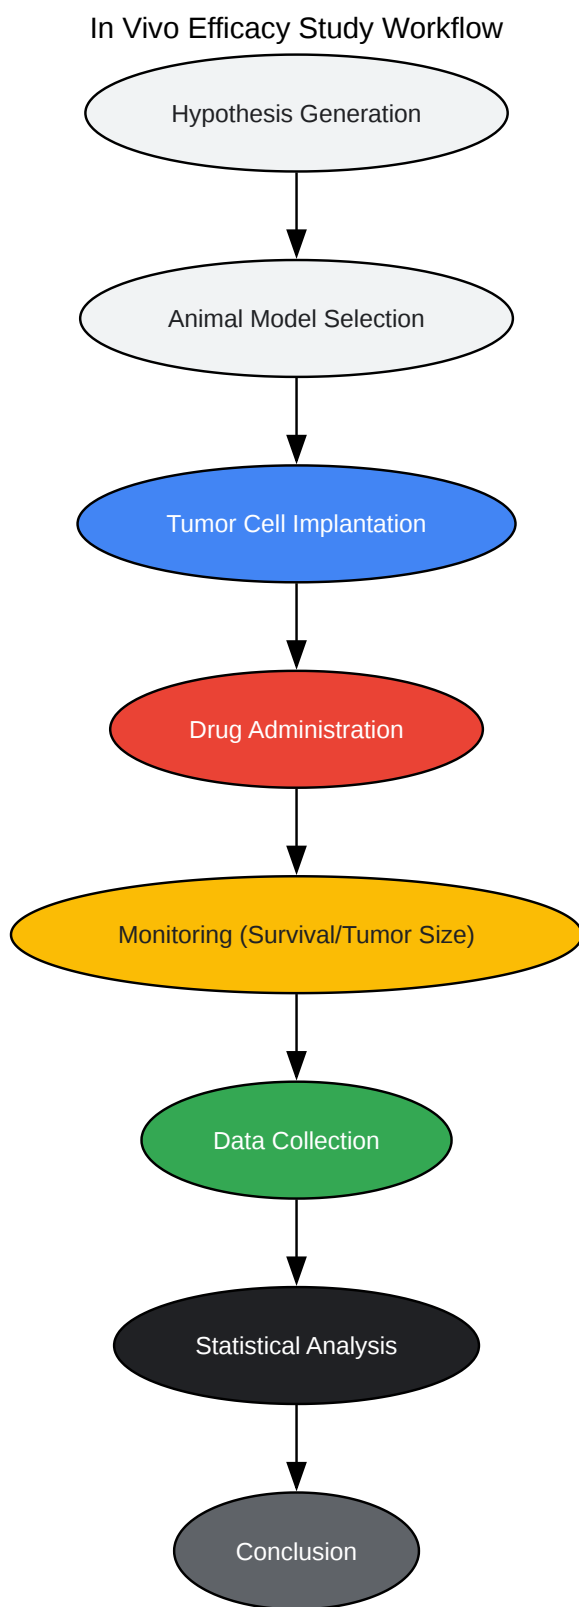 In Vivo Efficacy Study Workflow
Hypothesis Generation
Animal Model Selection
Tumor Cell Implantation
Drug Administration
Monitoring (Survival/Tumor Size)
Data Collection
Statistical Analysis
Conclusion